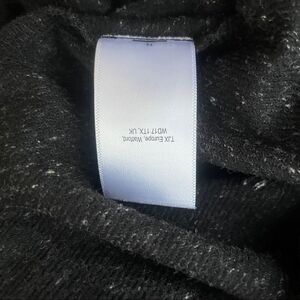 TJX Europe, Watford,
WD17 1TX, UK